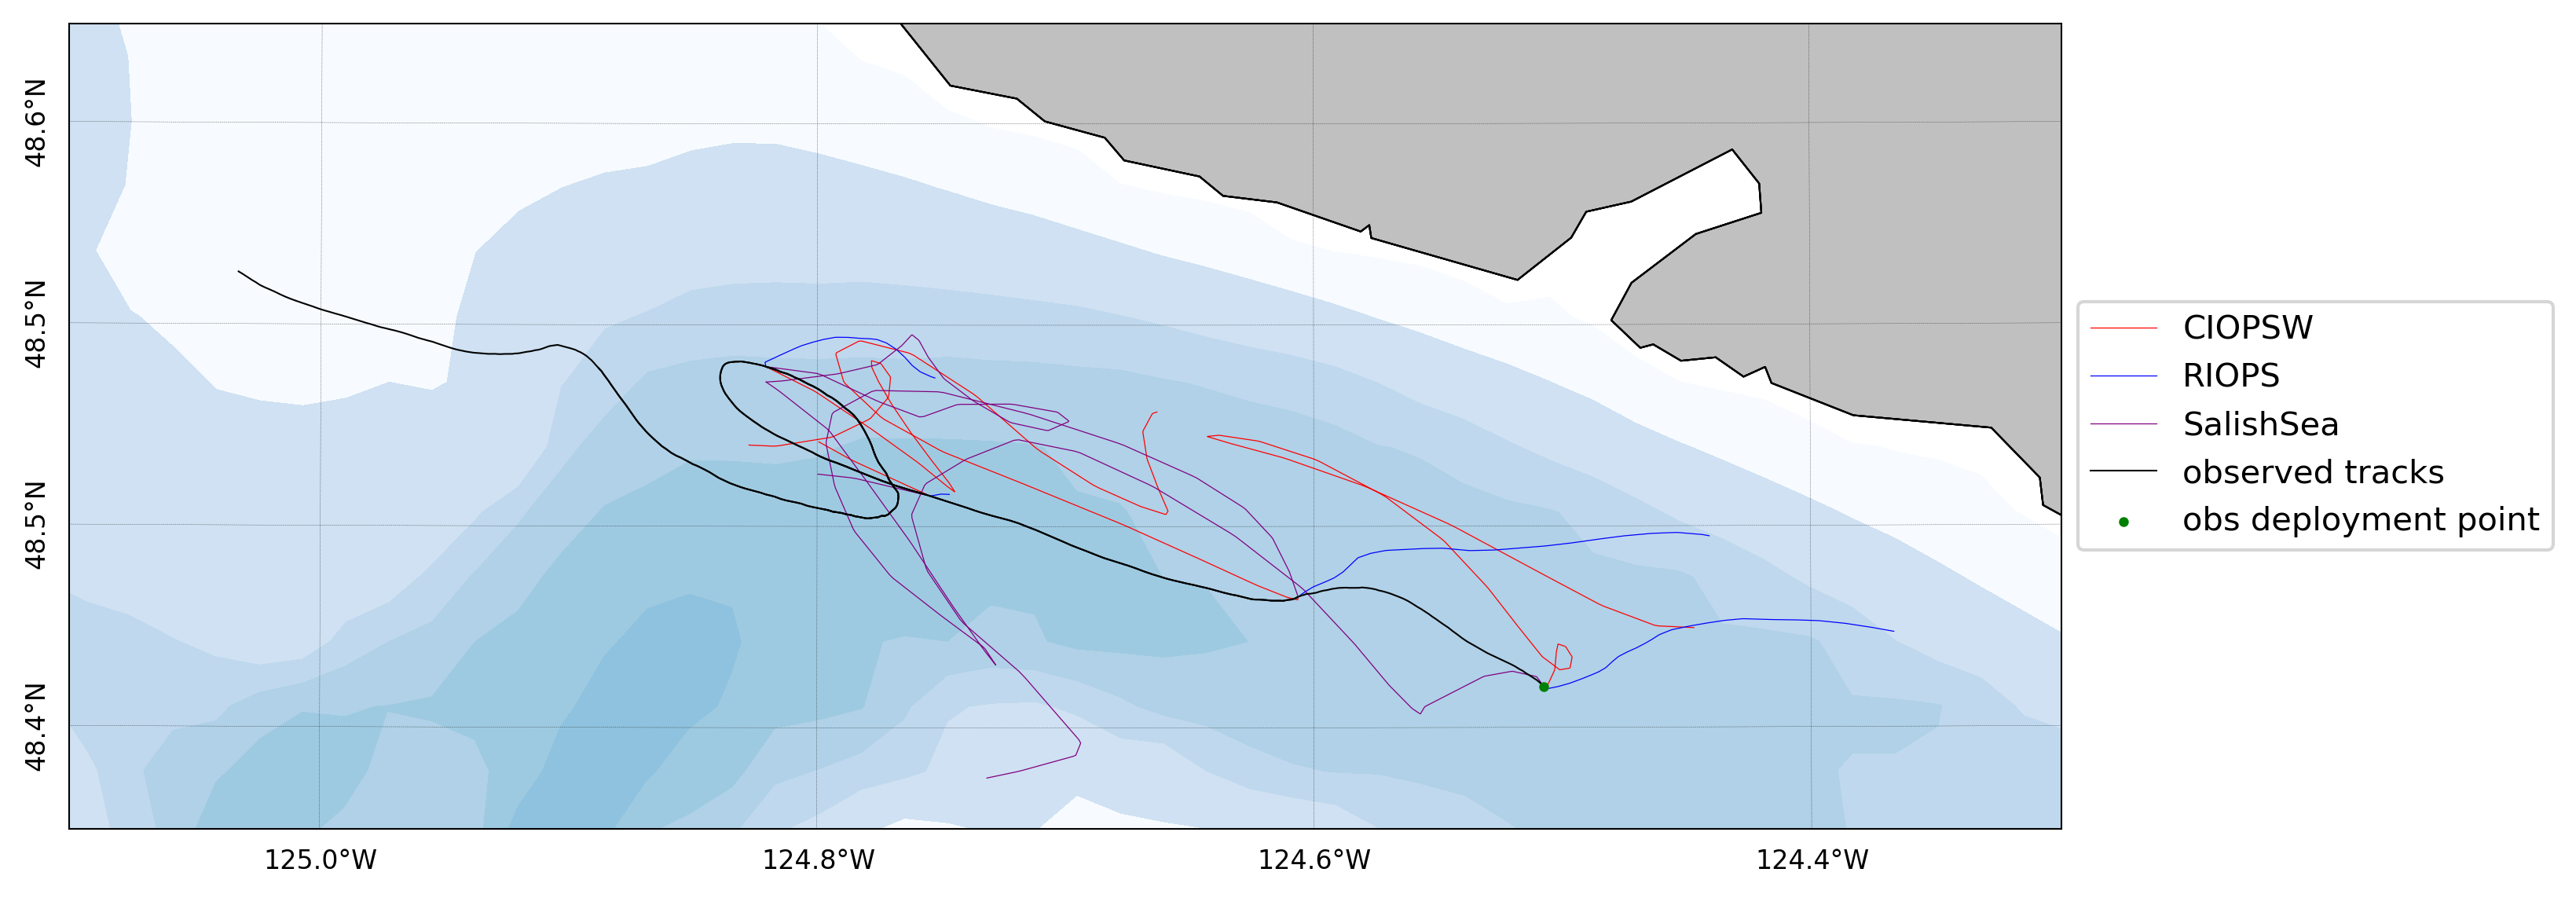 48.6°N
48.5°N
48.5°N
48.4°N
125.0°W
124.8°W
124.6°W
124.4°W
CIOPSW
RIOPS
SalishSea
observed tracks
obs deployment point